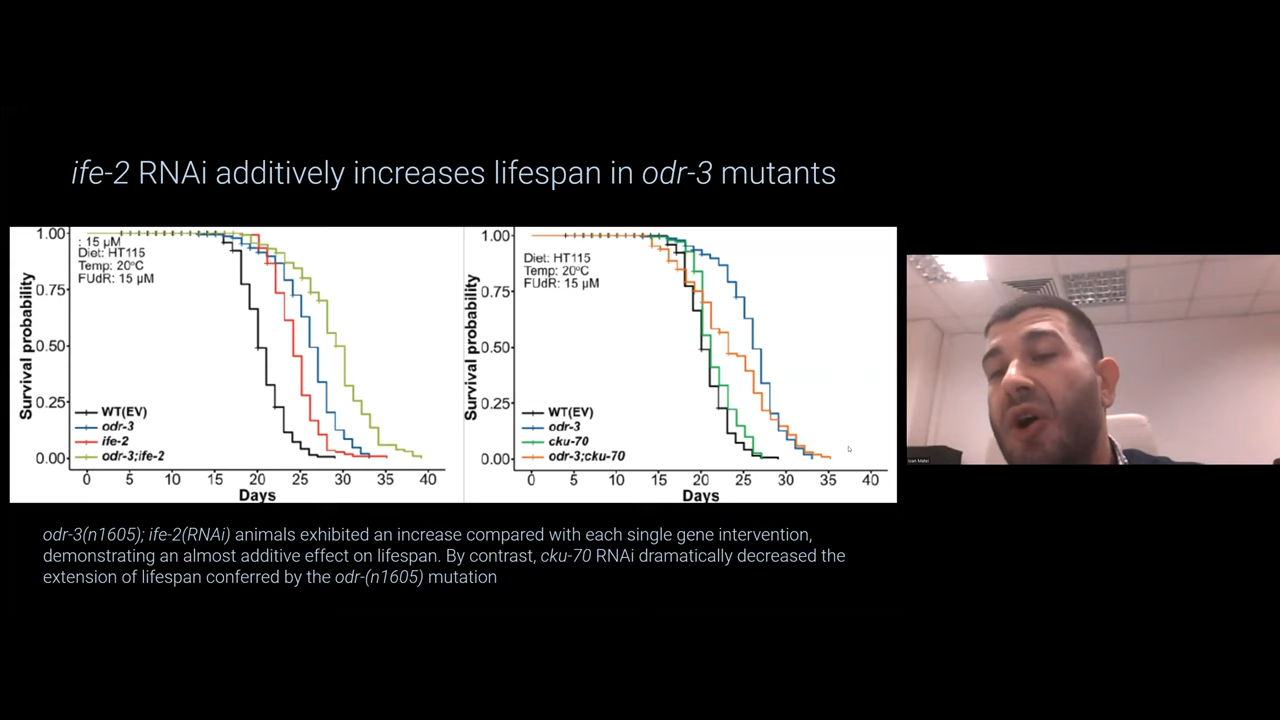 ife-2 RNAi additively increases lifespan in odr-3 mutants
1.00
0.75
0.50
0.25
0.00
Survival probability
: 15 µM
Diet: HT115
Temp: 20ºC
FUdR: 15 µM
WT(EV)
odr-3
ife-2
odr-3;ife-2
0 5 10 15 20 25 30 35 40
Days
1.00
0.75
0.50
0.25
0.00
Survival probability
Diet: HT115
Temp: 20ºC
FUdR: 15 µM
WT(EV)
odr-3
cku-70
odr-3;cku-70
0 5 10 15 20 25 30 35 40
Days
odr-3(n1605); ife-2(RNAi) animals exhibited an increase compared with each single gene intervention,
demonstrating an almost additive effect on lifespan. By contrast, cku-70 RNAi dramatically decreased the
extension of lifespan conferred by the odr-(n1605) mutation